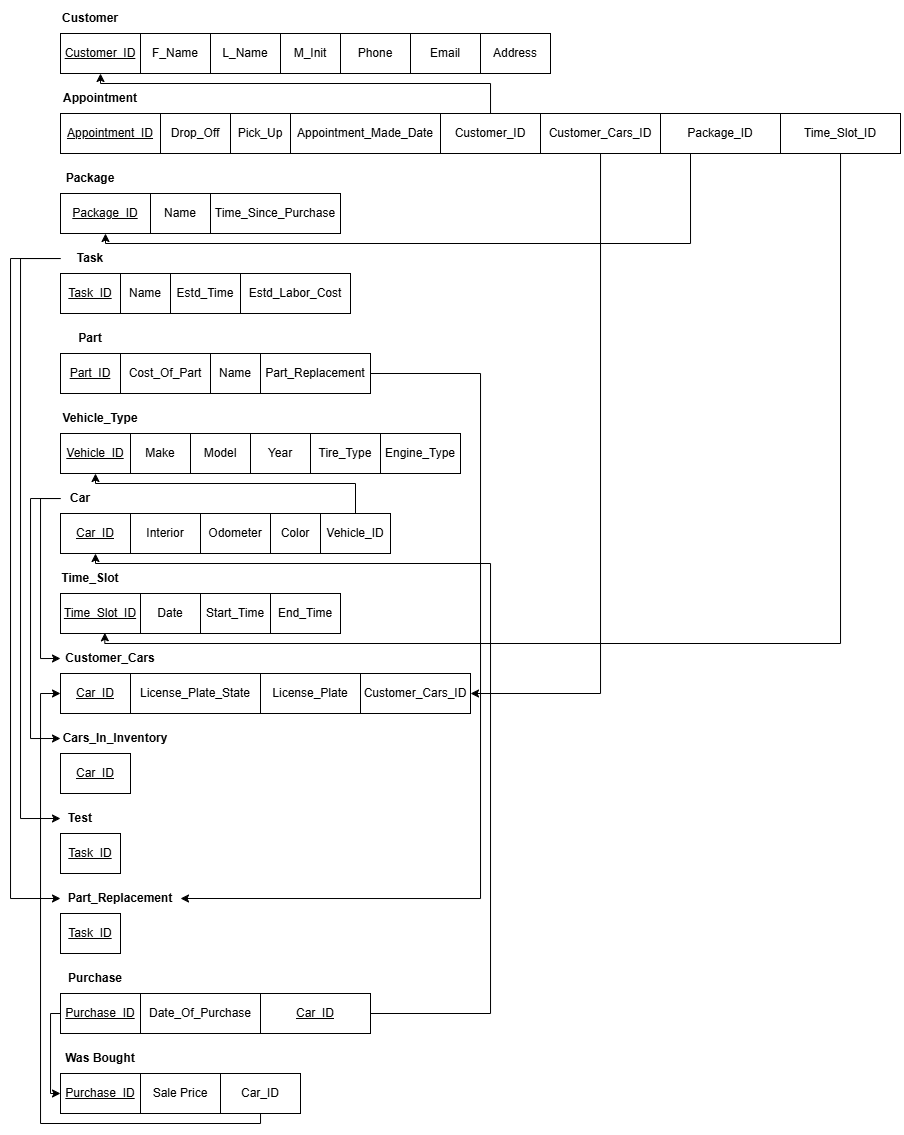 Customer
Customer_ID F_Name L_Name M_Init Phone Email Address
Appointment
Appointment_ID Drop_Off Pick_Up Appointment_Made_Date Customer_ID Customer_Cars_ID Package_ID Time_Slot_ID
Package
Package_ID Name Time_Since_Purchase
Task
Task_ID Name Estd_Time Estd_Labor_Cost
Part
Part_ID Cost_Of_Part Name Part_Replacement
Vehicle_Type
Vehicle_ID Make Model Year Tire_Type Engine_Type
Car
Car_ID Interior Odometer Color Vehicle_ID
Time_Slot
Time_Slot_ID Date Start_Time End_Time
Customer_Cars
Car_ID License_Plate_State License_Plate Customer_Cars_ID
Cars_In_Inventory
Car_ID
Test
Task_ID
Part_Replacement
Task_ID
Purchase
Purchase_ID Date_Of_Purchase Car_ID
Was Bought
Purchase_ID Sale Price Car_ID